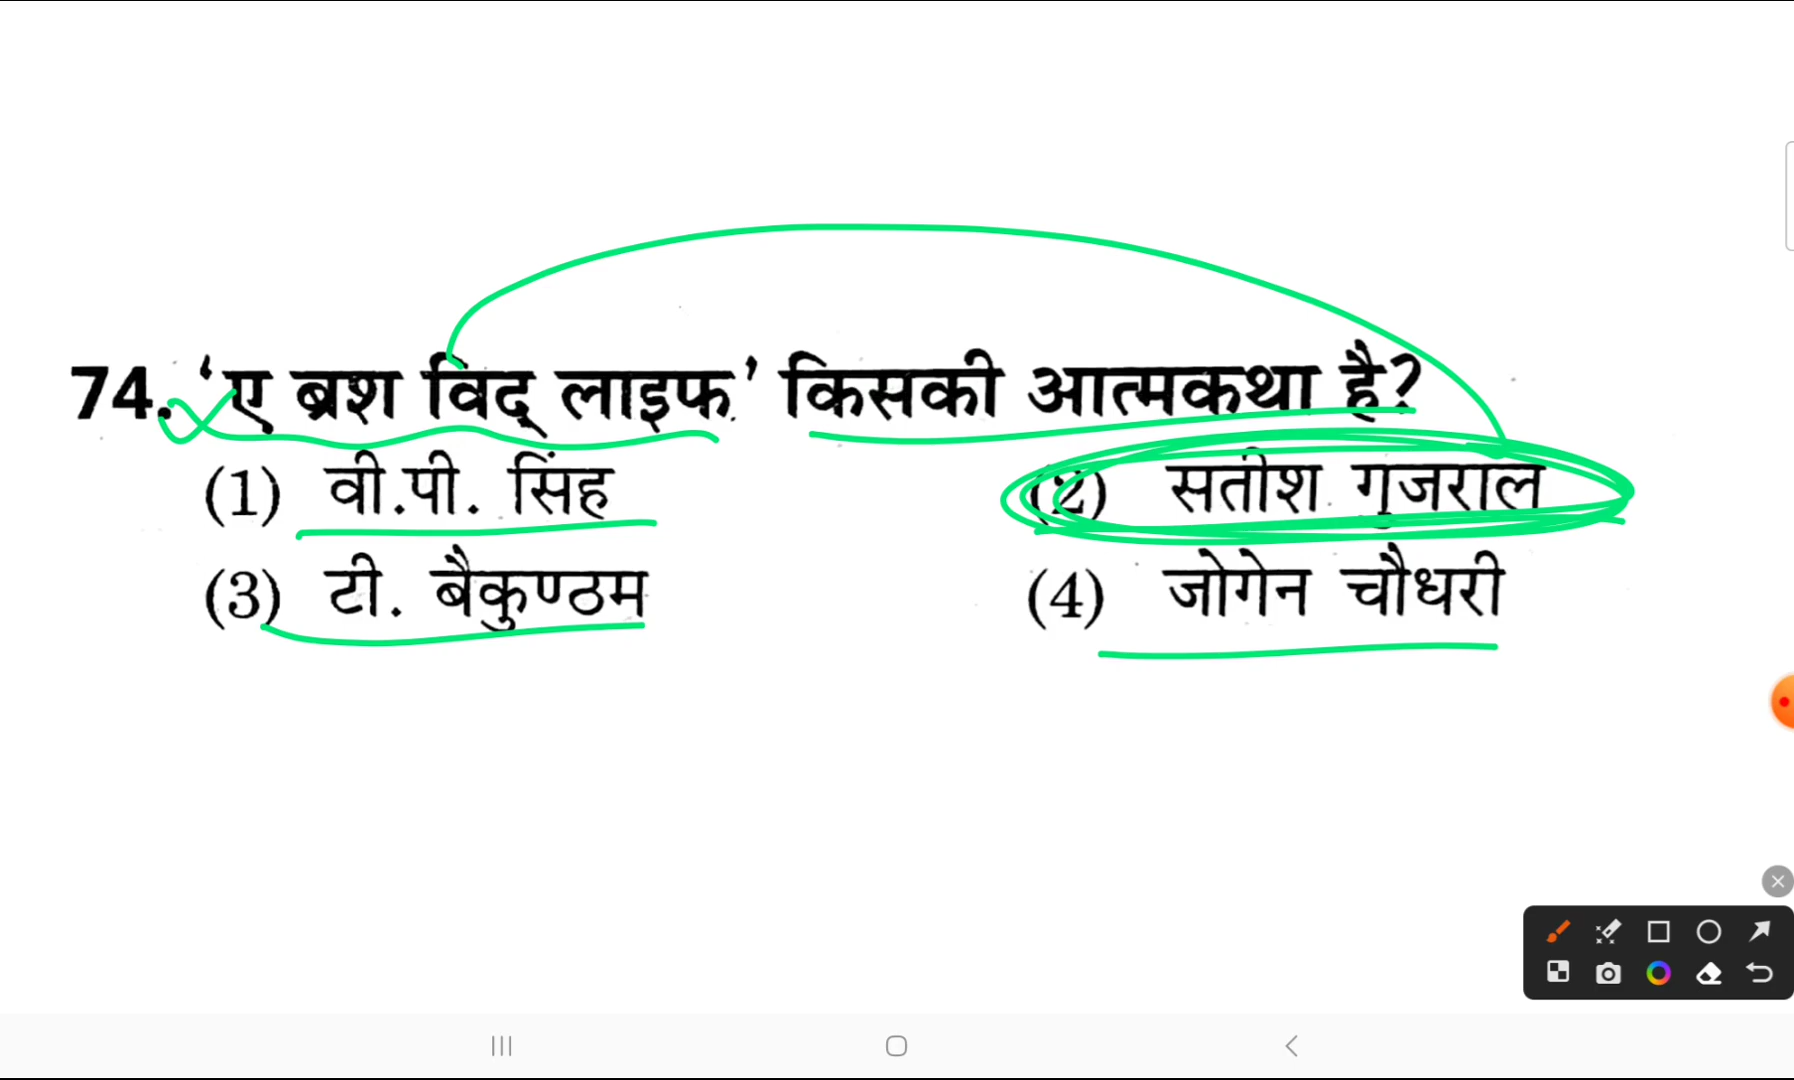 74. ‘ए ब्रश विद् लाइफ’ किसकी आत्मकथा है?
(1) वी.पी. सिंह (2) सतीश गुजराल
(3) टी. बैकुण्ठम (4) जोगेन चौधरी